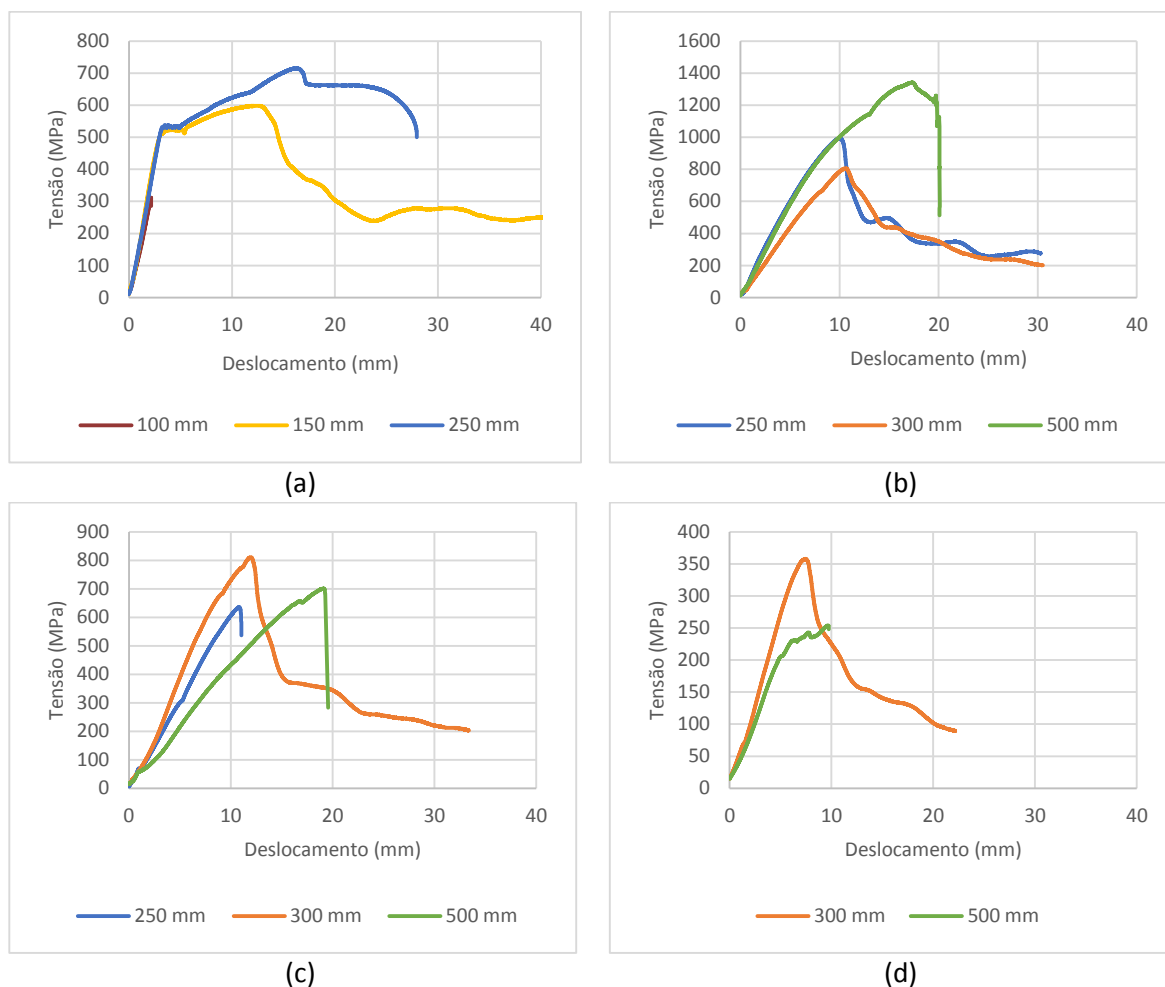 800
700
600
500
400
300
200
100
0
Tensão (MPa)
0 10 20 30 40
Deslocamento (mm)
100 mm 150 mm 250 mm
(a)
1600
1400
1200
1000
800
600
400
200
0
Tensão (MPa)
0 10 20 30 40
Deslocamento (mm)
250 mm 300 mm 500 mm
(b)
900
800
700
600
500
400
300
200
100
0
Tensão (MPa)
0 10 20 30 40
Deslocamento (mm)
250 mm 300 mm 500 mm
(c)
400
350
300
250
200
150
100
50
0
Tensão (MPa)
0 10 20 30 40
Deslocamento (mm)
300 mm 500 mm
(d)